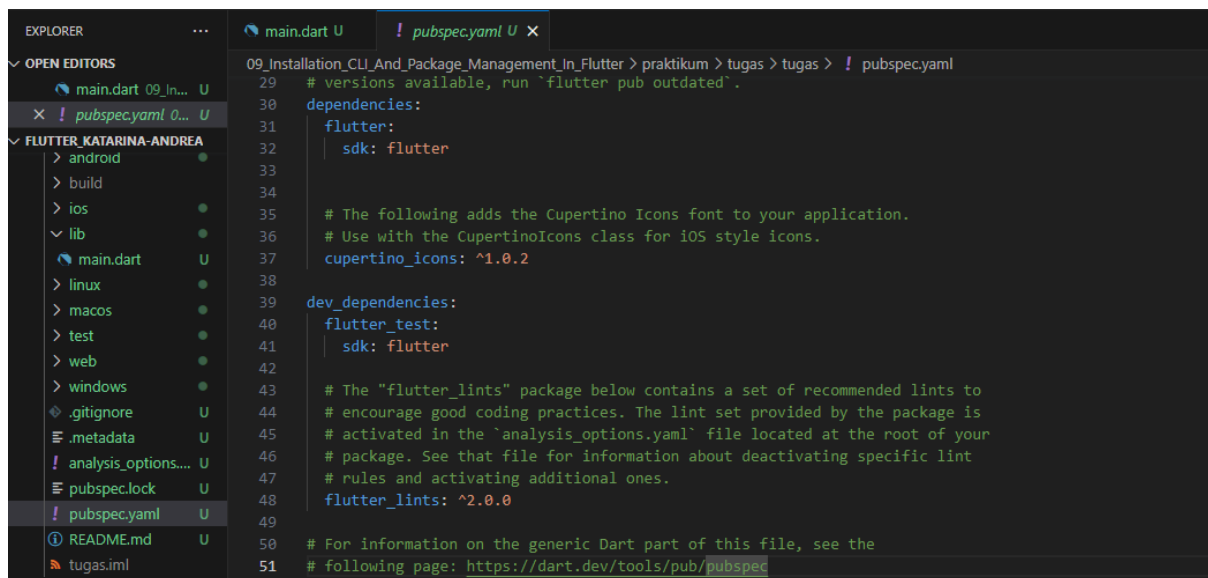 EXPLORER ...
OPEN EDITORS
main.dart 09_In... U
pubspec.yaml 0... U
FLUTTER_KATARINA-ANDREA
android
build
ios
lib
main.dart U
linux
macos
test
web
windows
.gitignore U
.metadata U
analysis_options.... U
pubspec.lock U
pubspec.yaml U
README.md U
tugas.iml
main.dart U
pubspec.yaml U
09_Installation_CLI_And_Package_Management_In_Flutter > praktikum > tugas > tugas > ! pubspec.yaml
29 # versions available, run `flutter pub outdated`.
30 dependencies:
31 flutter:
32 sdk: flutter
33
34
35 # The following adds the Cupertino Icons font to your application.
36 # Use with the CupertinoIcons class for iOS style icons.
37 cupertino_icons: ^1.0.2
38
39 dev_dependencies:
40 flutter_test:
41 sdk: flutter
42
43 # The "flutter_lints" package below contains a set of recommended lints to
44 # encourage good coding practices. The lint set provided by the package is
45 # activated in the `analysis_options.yaml` file located at the root of your
46 # package. See that file for information about deactivating specific lint
47 # rules and activating additional ones.
48 flutter_lints: ^2.0.0
49
50 # For information on the generic Dart part of this file, see the
51 # following page: https://dart.dev/tools/pub/pubspec